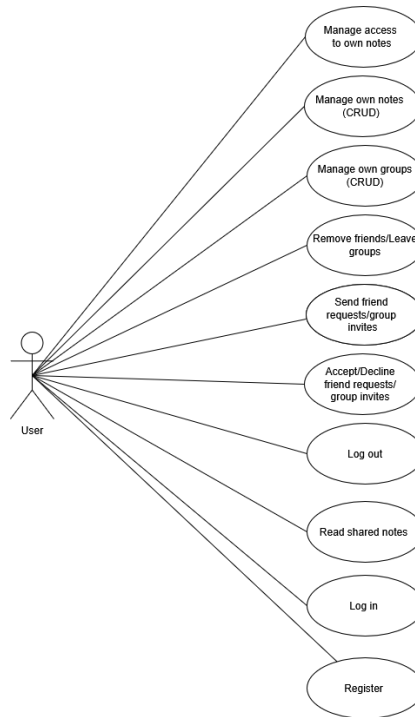 Manage access
to own notes
Manage own notes
(CRUD)
Manage own groups
(CRUD)
Remove friends/Leave
groups
Send friend
requests/group
invites
Accept/Decline
friend requests/
group invites
User
Log out
Read shared notes
Log in
Register